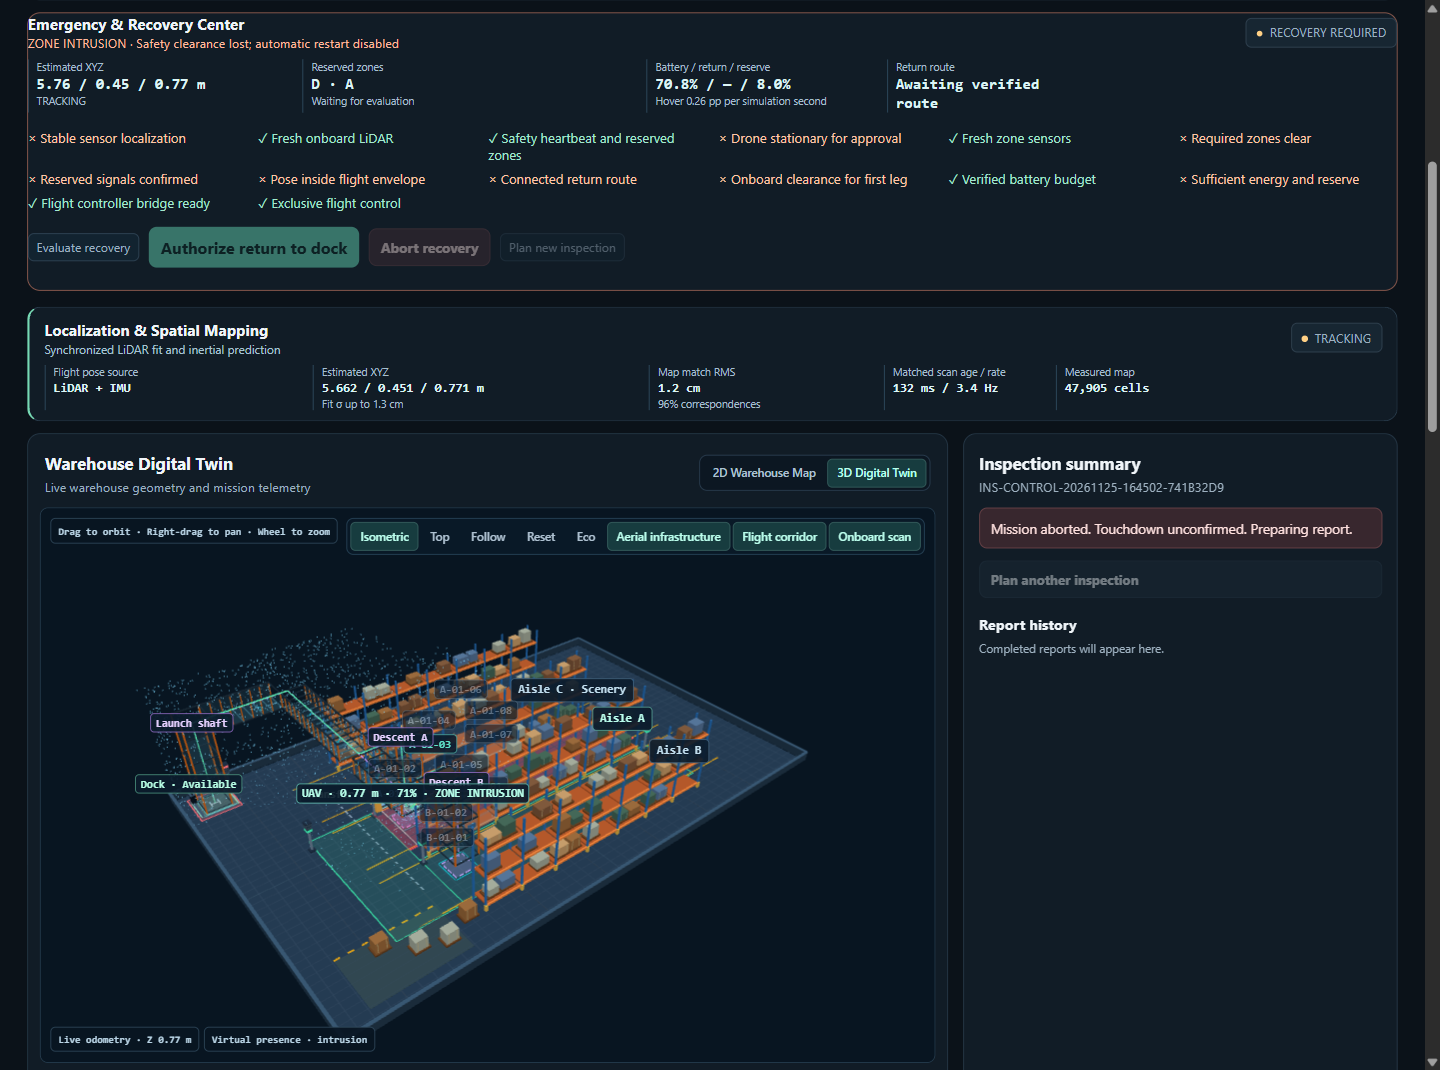 Emergency & Recovery Center
ZONE INTRUSION · Safety clearance lost; automatic restart disabled
RECOVERY REQUIRED
Estimated XYZ
5.76 / 0.45 / 0.77 m
TRACKING
Reserved zones
D · A
Waiting for evaluation
Battery / return / reserve
70.8% / — / 8.0%
Hover 0.26 pp per simulation second
Return route
Awaiting verified
route
× Stable sensor localization
✓ Fresh onboard LiDAR
✓ Safety heartbeat and reserved
zones
× Drone stationary for approval
✓ Fresh zone sensors
× Required zones clear
× Reserved signals confirmed
× Pose inside flight envelope
× Connected return route
× Onboard clearance for first leg
✓ Verified battery budget
× Sufficient energy and reserve
✓ Flight controller bridge ready
✓ Exclusive flight control
Evaluate recovery
Authorize return to dock
Abort recovery
Plan new inspection
Localization & Spatial Mapping
Synchronized LiDAR fit and inertial prediction
TRACKING
Flight pose source
LiDAR + IMU
Estimated XYZ
5.662 / 0.451 / 0.771 m
Fit σ up to 1.3 cm
Map match RMS
1.2 cm
96% correspondences
Matched scan age / rate
132 ms / 3.4 Hz
Measured map
47,905 cells
Warehouse Digital Twin
Live warehouse geometry and mission telemetry
2D Warehouse Map
3D Digital Twin
Drag to orbit · Right-drag to pan · Wheel to zoom
Isometric
Top
Follow
Reset
Eco
Aerial infrastructure
Flight corridor
Onboard scan
A-01-06
Aisle C · Scenery
A-01-08
A-01-04
Aisle A
Launch shaft
A-01-07
Descent A
-03
Aisle B
A-01-02
A-01-05
Dock · Available
Descent B
UAV · 0.77 m · 71% · ZONE INTRUSION
B-01-02
B-01-01
Live odometry · Z 0.77 m
Virtual presence · intrusion
Inspection summary
INS-CONTROL-20261125-164502-741B32D9
Mission aborted. Touchdown unconfirmed. Preparing report.
Plan another inspection
Report history
Completed reports will appear here.